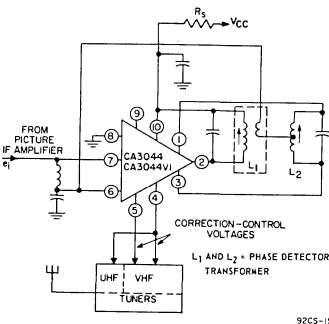 RS
VCC
9
10
1
FROM
PICTURE
IF AMPLIFIER
ei
8
CA3044
CA3044V1
2
7
L1
L2
6
3
5
4
CORRECTION-CONTROL
VOLTAGES
L1 AND L2 = PHASE DETECTOR
TRANSFORMER
UHF
VHF
TUNERS